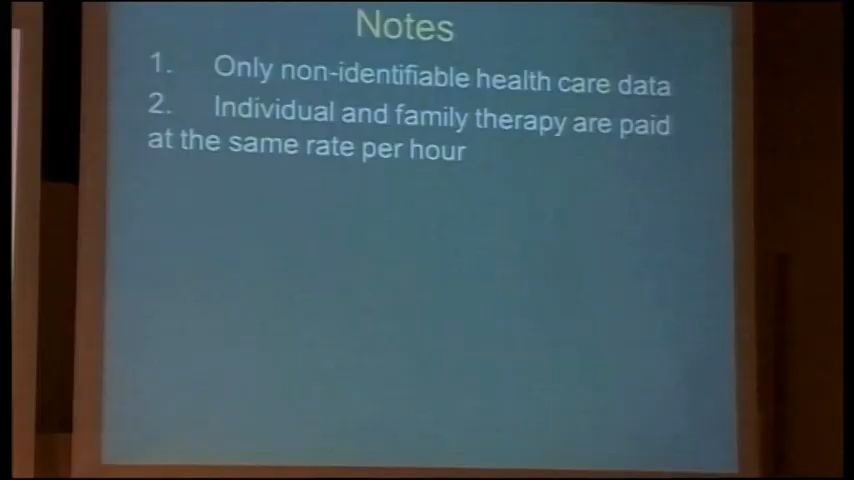 Notes
1. Only non-identifiable health care data
2. Individual and family therapy are paid
at the same rate per hour